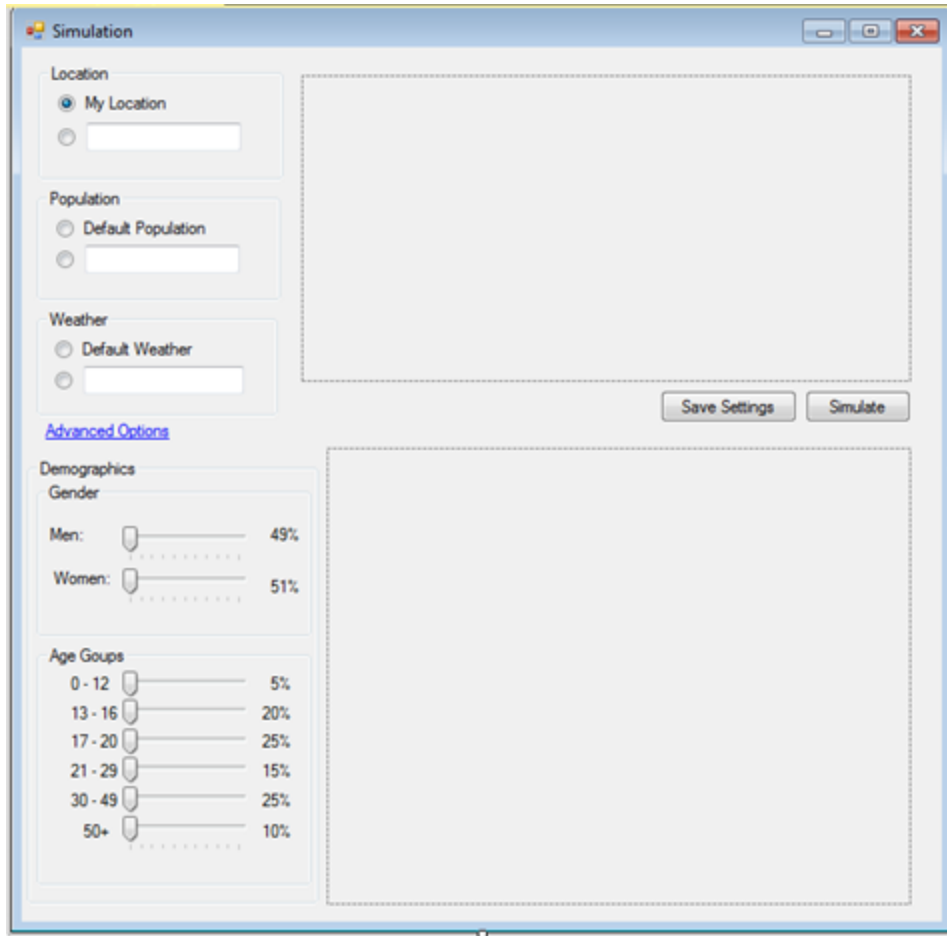 Simulation
Location
My Location
Population
Default Population
Weather
Default Weather
Advanced Options
Save Settings
Simulate
Demographics
Gender
Men: 49%
Women: 51%
Age Goups
0 - 12 5%
13 - 16 20%
17 - 20 25%
21 - 29 15%
30 - 49 25%
50+ 10%